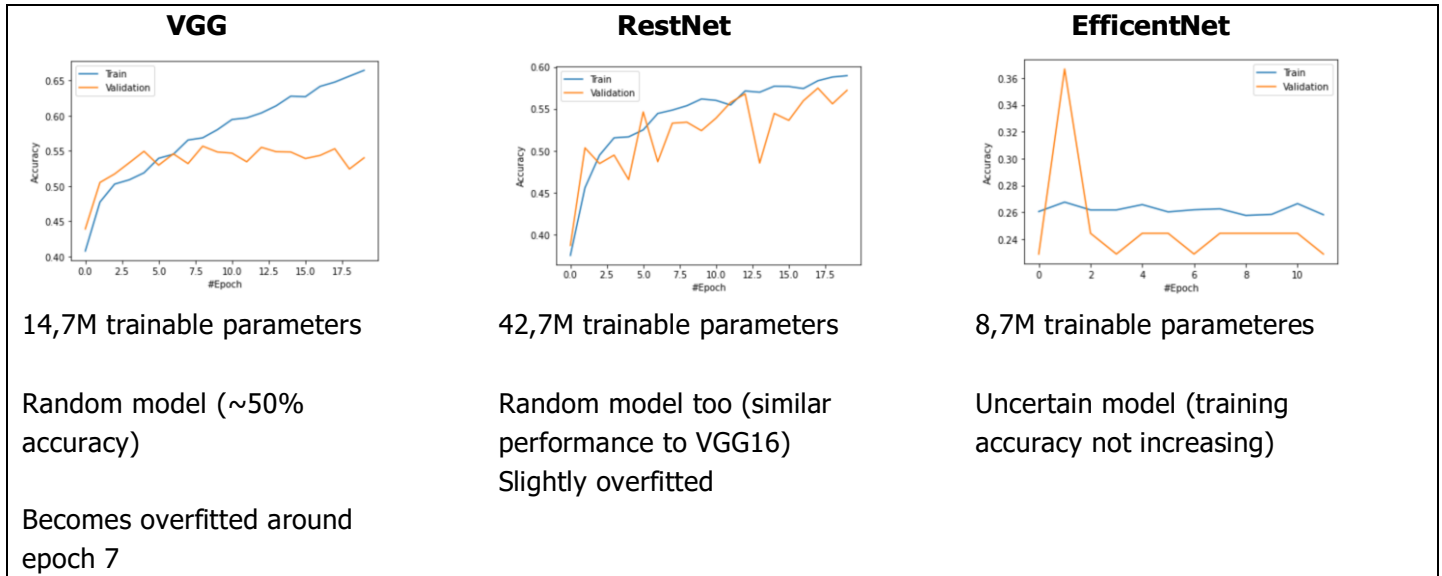 VGG
RestNet
EfficentNet
Train
Validation
0.65
0.60
0.55
0.50
0.45
0.40
Accuracy
0.0 2.5 5.0 7.5 10.0 12.5 15.0 17.5
#Epoch
Train
Validation
0.60
0.55
0.50
0.45
0.40
Accuracy
0.0 2.5 5.0 7.5 10.0 12.5 15.0 17.5
#Epoch
Train
Validation
0.36
0.34
0.32
0.30
0.28
0.26
0.24
Accuracy
0 2 4 6 8 10
#Epoch
14,7M trainable parameters
Random model (~50%
accuracy)
Becomes overfitted around
epoch 7
42,7M trainable parameters
Random model too (similar
performance to VGG16)
Slightly overfitted
8,7M trainable parameteres
Uncertain model (training
accuracy not increasing)